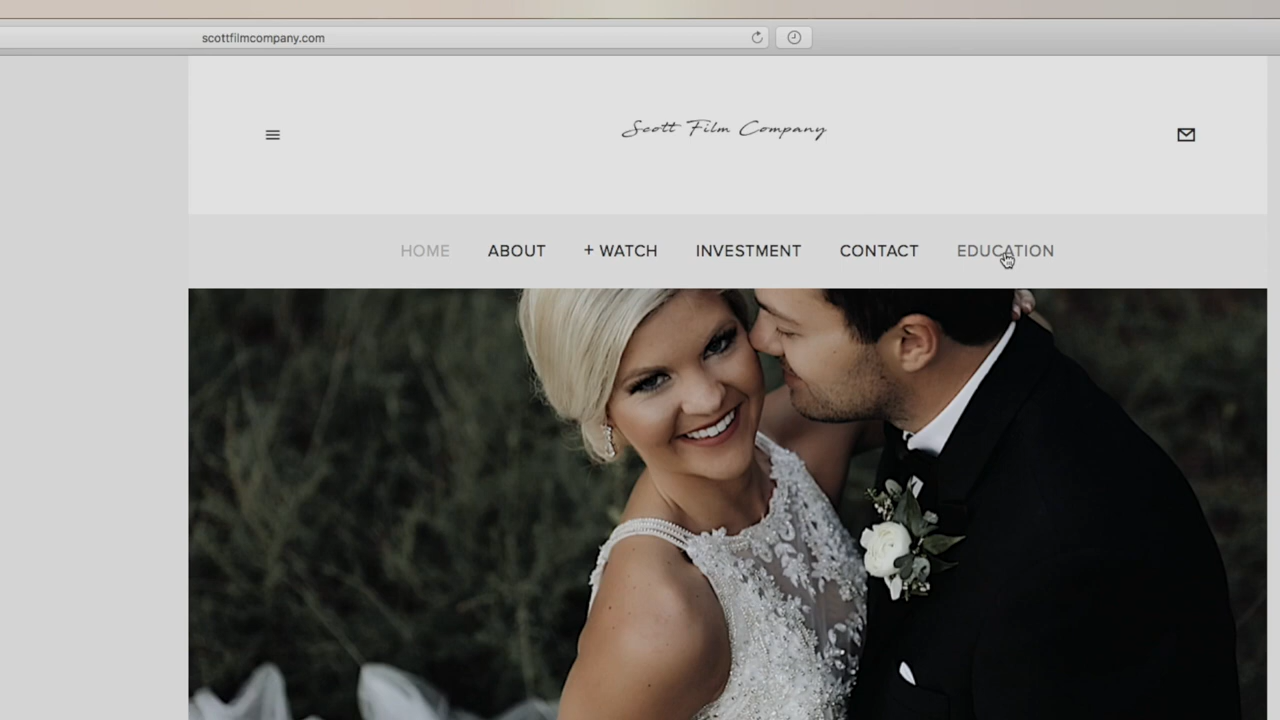 scottfilmcompany.com
Scott Film Company
HOME ABOUT + WATCH INVESTMENT CONTACT EDUCATION